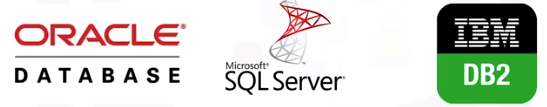 ORACLE®
DATABASE
Microsoft®
SQL Server®
IBM
DB2